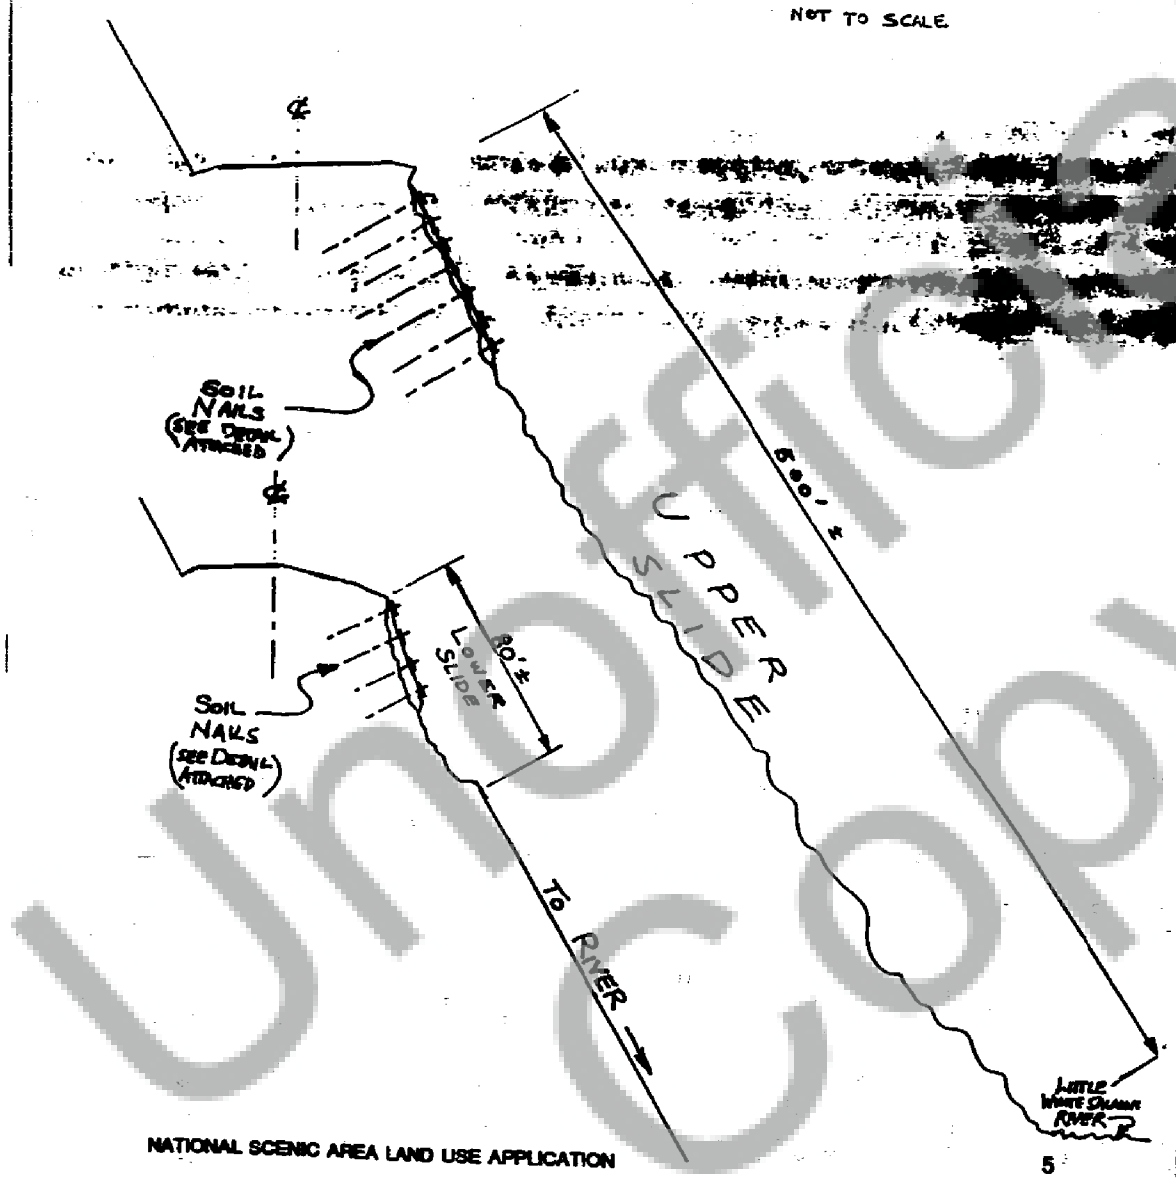 NOT TO SCALE
℄
SOIL
NAILS
(SEE DETAIL
ATTACHED)
500' ±
UPPER
SLIDE
℄
80'±
LOWER
SLIDE
SOIL
NAILS
(SEE DETAIL
ATTACHED)
TO RIVER
LITTLE
WHITE SALMON
RIVER
NATIONAL SCENIC AREA LAND USE APPLICATION
5
Unofficial
Copy